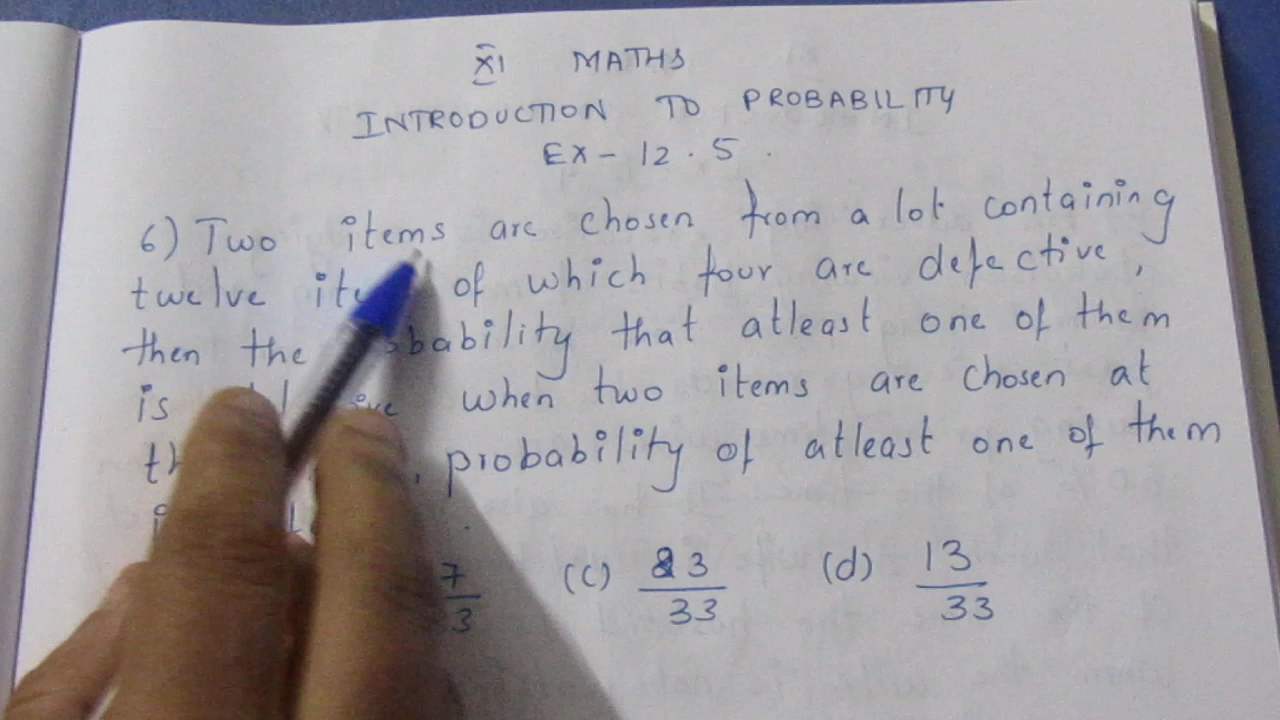 XI MATHS
INTRODUCTION TO PROBABILITY
EX - 12.5
6) Two items are chosen from a lot containing
twelve of which four are defective,
then the that atleast one of them
is when two items are chosen at
probability of atleast one of them
7/3 (c) 23/33 (d) 13/33